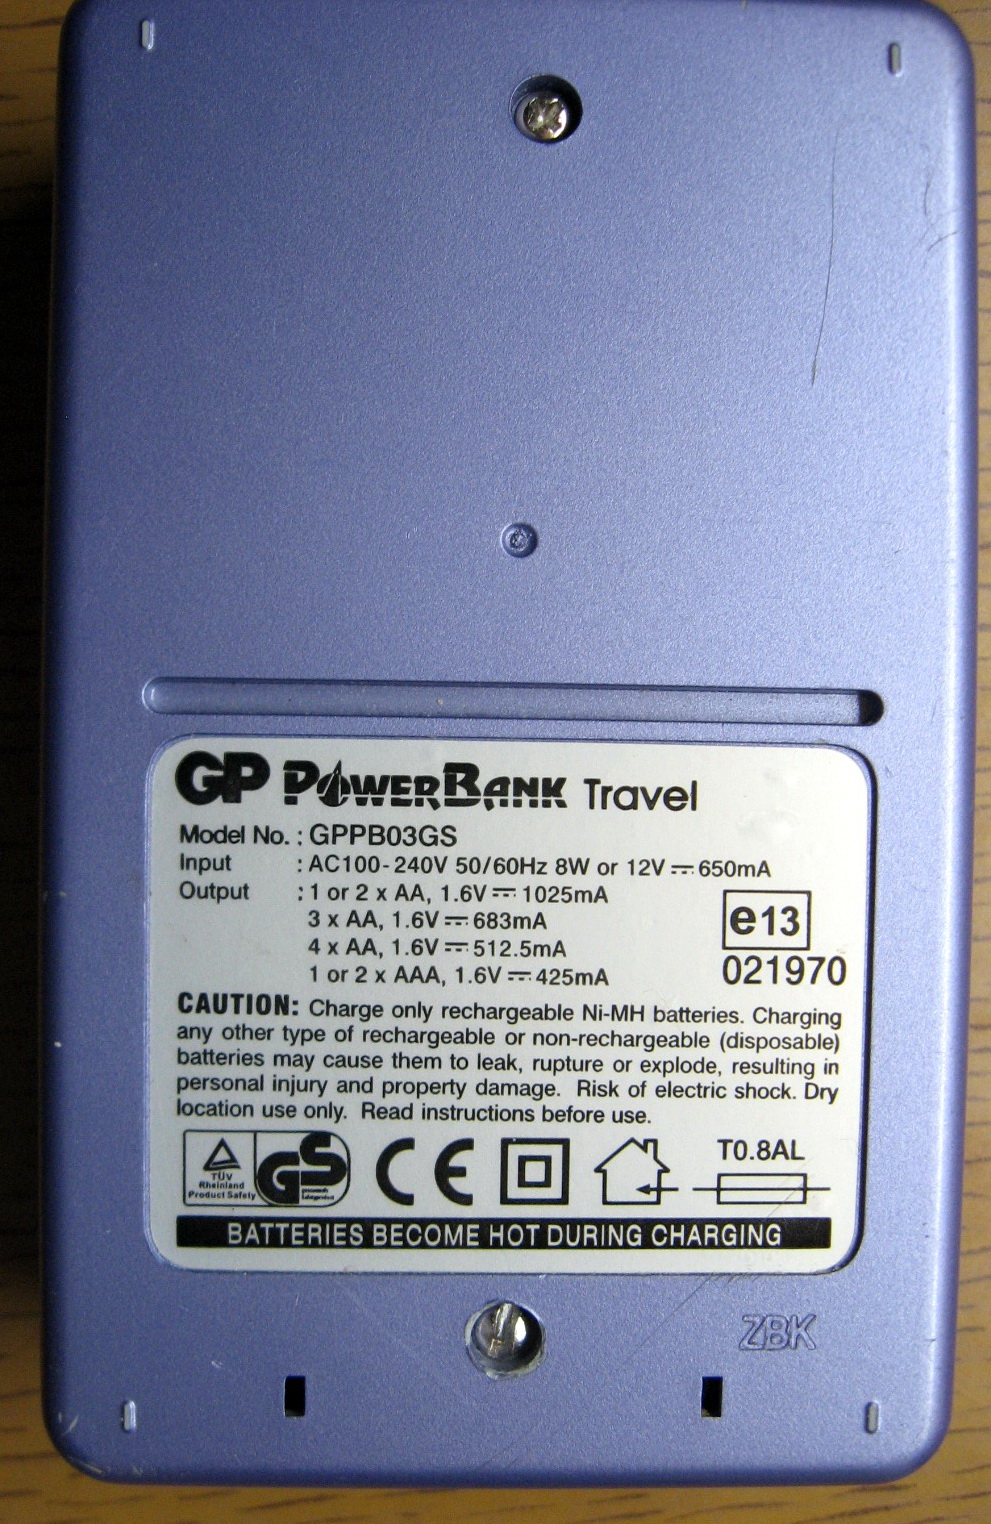 GP PowerBank Travel
Model No. : GPPB03GS
Input : AC100-240V 50/60Hz 8W or 12V⎓650mA
Output : 1 or 2 x AA, 1.6V⎓1025mA
3 x AA, 1.6V⎓683mA
4 x AA, 1.6V⎓512.5mA
1 or 2 x AAA, 1.6V⎓425mA
e13
021970
CAUTION: Charge only rechargeable Ni-MH batteries. Charging
any other type of rechargeable or non-rechargeable (disposable)
batteries may cause them to leak, rupture or explode, resulting in
personal injury and property damage. Risk of electric shock. Dry
location use only. Read instructions before use.
TÜV
Rheinland
Product Safety
GS
CE
T0.8AL
BATTERIES BECOME HOT DURING CHARGING
ZBK